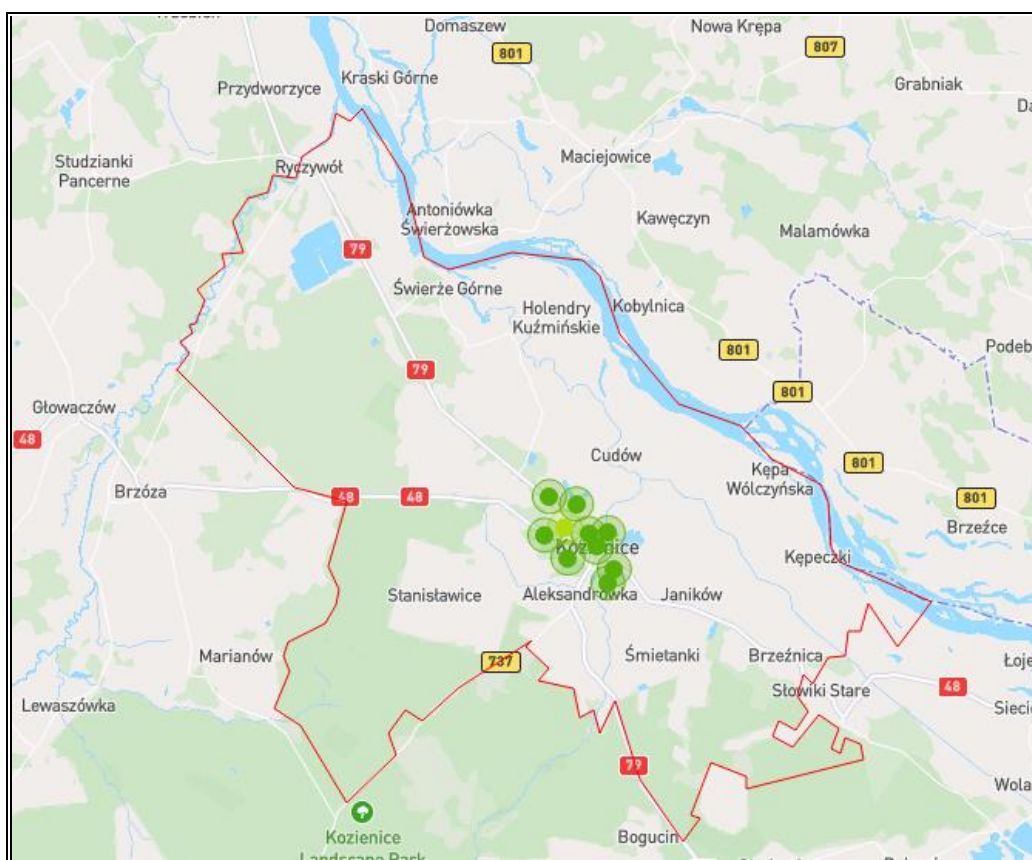 Domaszew
Nowa Krępa
801
807
Kraski Górne
Przydworzyce
Grabniak
Studzianki
Pancerne
Ryczywół
Maciejowice
Antoniówka
Świerżowska
Kawęczyn
Malamówka
79
Świerże Górne
Holendry
Kuźmińskie
Kobylnica
801
79
801
Głowaczów
48
Cudów
Kępa
Wólczyńska
801
Brzóza
48
48
801
Brzeźce
Kozienice
Kępeczki
Stanisławice
Aleksandrówka
Janików
Marianów
737
Śmietanki
Brzeźnica
Słowiki Stare
48
Lewaszówka
79
Kozienice
Landscape Park
Bogucin